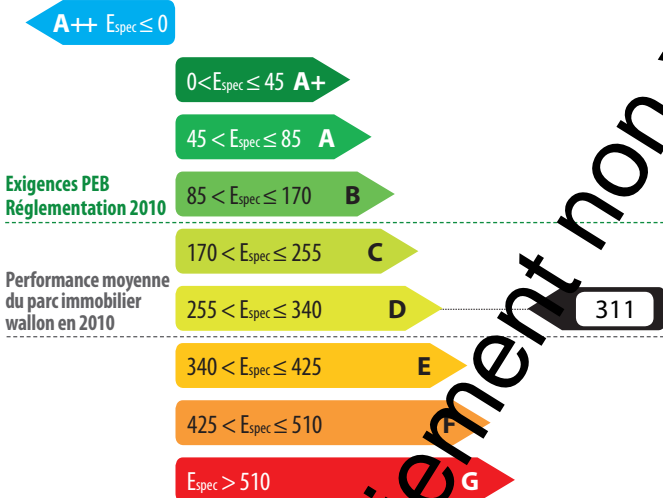 A++ Espec ≤ 0
0<Espec ≤ 45 A+
45 < Espec ≤ 85 A
Exigences PEB
Réglementation 2010
85 < Espec ≤ 170 B
170 < Espec ≤ 255 C
Performance moyenne
du parc immobilier
wallon en 2010
255 < Espec ≤ 340 D
311
340 < Espec ≤ 425 E
425 < Espec ≤ 510 F
Espec > 510 G
ement non